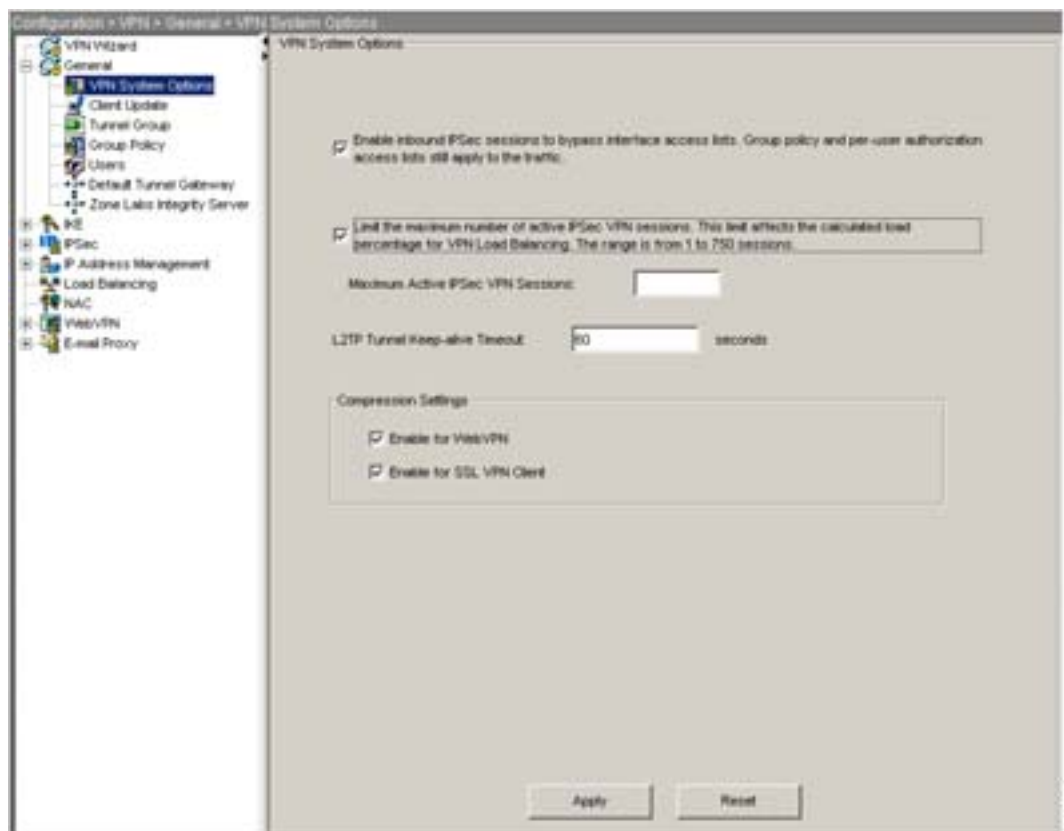 Configuration > VPN > General > VPN System Options
VPN Wizard
General
VPN System Options
Client Update
Tunnel Group
Group Policy
Users
Default Tunnel Gateway
Zone Labs Integrity Server
IKE
IPSec
IP Address Management
Load Balancing
NAC
WebVPN
E-mail Proxy
VPN System Options
Enable inbound IPSec sessions to bypass interface access lists. Group policy and per-user authorization
access lists still apply to the traffic.
Limit the maximum number of active IPSec VPN sessions. This limit affects the calculated load
percentage for VPN Load Balancing. The range is from 1 to 750 sessions.
Maximum Active IPSec VPN Sessions:
L2TP Tunnel Keep-alive Timeout: 60 seconds
Compression Settings
Enable for WebVPN
Enable for SSL VPN Client
Apply Reset